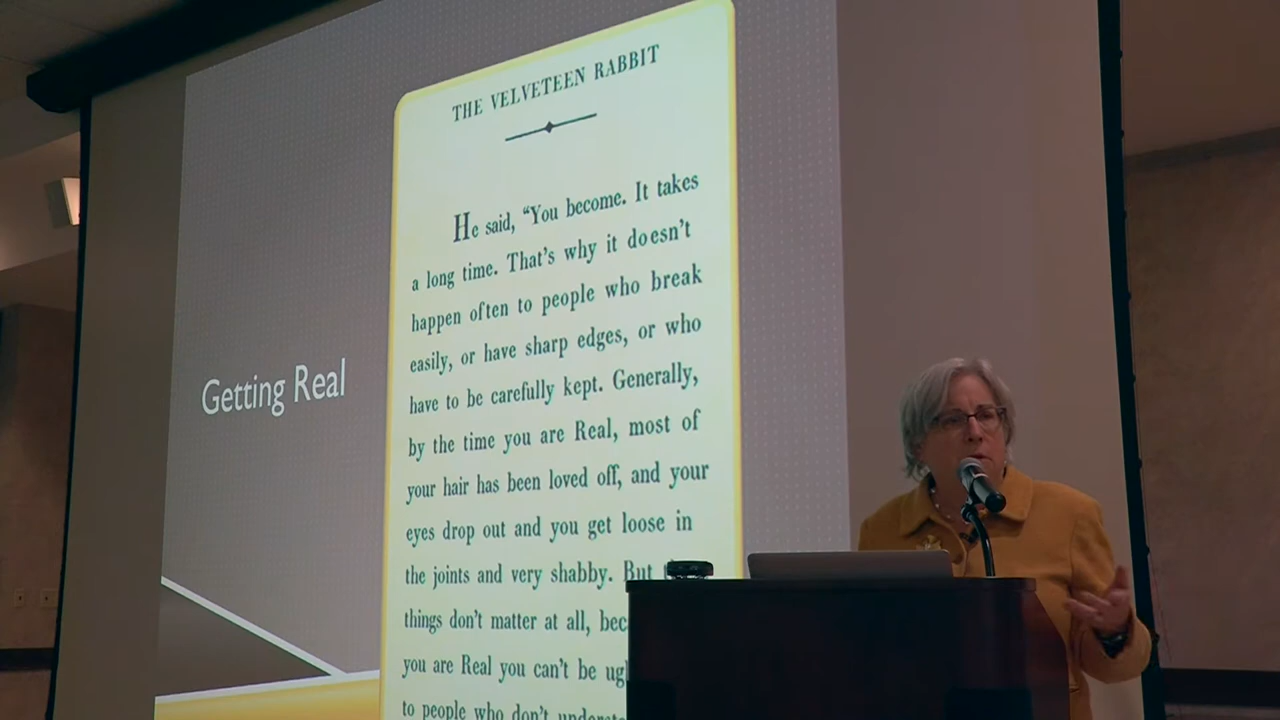 THE VELVETEEN RABBIT
He said, “You become. It takes
a long time. That’s why it doesn’t
happen often to people who break
easily, or have sharp edges, or who
have to be carefully kept. Generally,
by the time you are Real, most of
your hair has been loved off, and your
eyes drop out and you get loose in
the joints and very shabby. But
things don’t matter at all, bec
you are Real you can’t be ug
to people who don’t
Getting Real